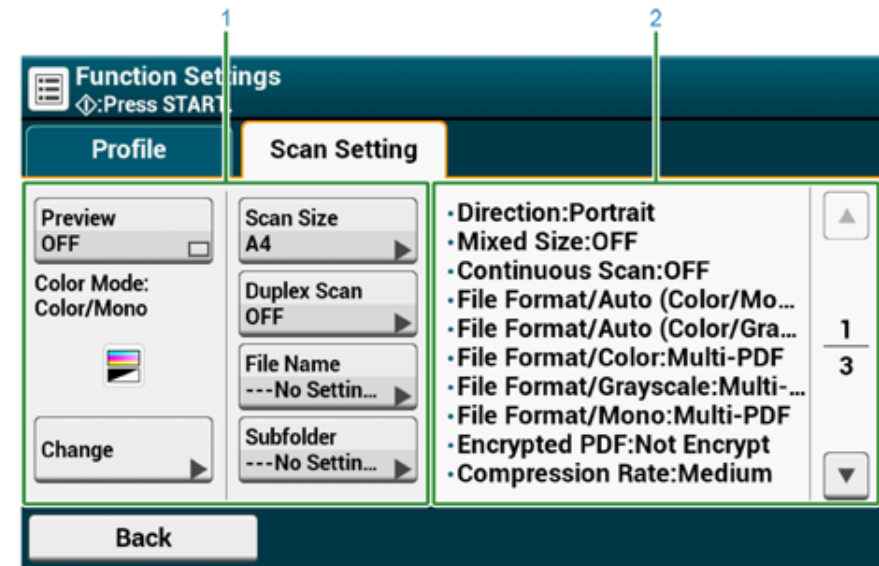 1
2
Function Settings
:Press START.
Profile
Scan Setting
Preview
OFF
Color Mode:
Color/Mono
Change
Scan Size
A4
Duplex Scan
OFF
File Name
---No Settin...
Subfolder
---No Settin...
•Direction:Portrait
•Mixed Size:OFF
•Continuous Scan:OFF
•File Format/Auto (Color/Mo...
•File Format/Auto (Color/Gra...
•File Format/Color:Multi-PDF
•File Format/Grayscale:Multi-...
•File Format/Mono:Multi-PDF
•Encrypted PDF:Not Encrypt
•Compression Rate:Medium
1
3
Back